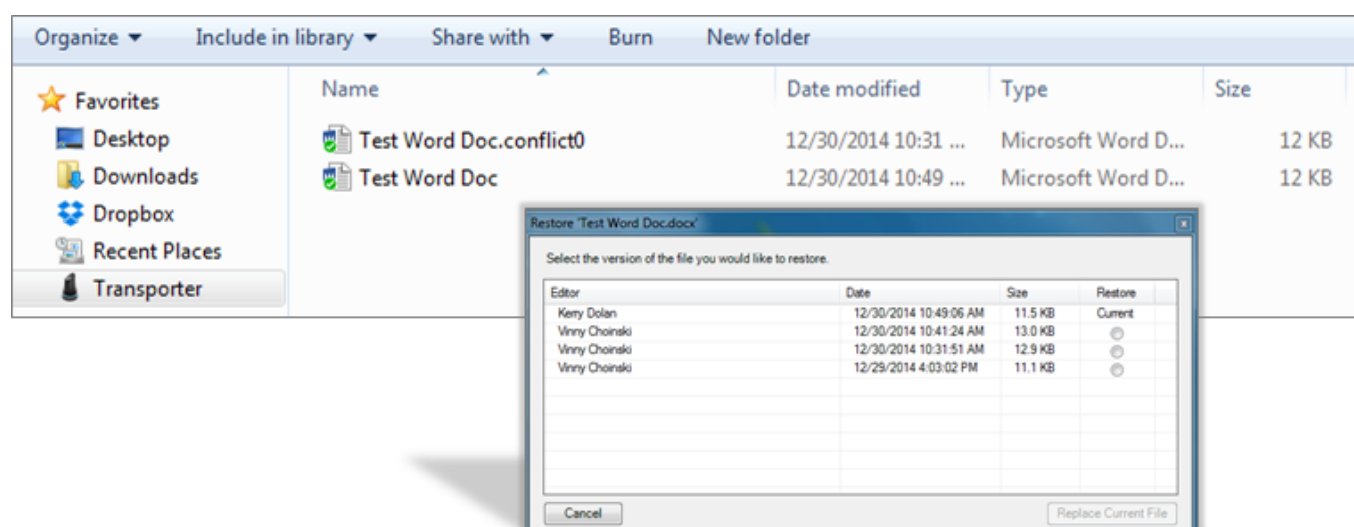 Organize Include in library Share with Burn New folder
Favorites Name Date modified Type Size
Desktop Test Word Doc.conflict0 12/30/2014 10:31 ... Microsoft Word D... 12 KB
Downloads Test Word Doc 12/30/2014 10:49 ... Microsoft Word D... 12 KB
Dropbox
Recent Places
Transporter
Restore 'Test Word Doc.docx'
Select the version of the file you would like to restore.
Editor Date Size Restore
Kerry Dolan 12/30/2014 10:49:06 AM 11.5 KB Current
Vinny Choinski 12/30/2014 10:41:24 AM 13.0 KB
Vinny Choinski 12/30/2014 10:31:51 AM 12.9 KB
Vinny Choinski 12/29/2014 4:03:02 PM 11.1 KB
Cancel Replace Current File